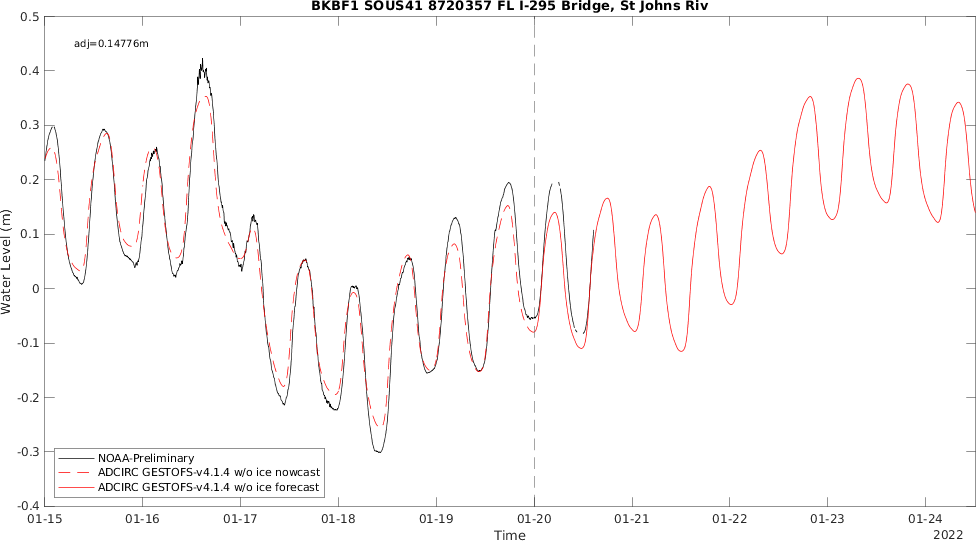 BKBF1 SOUS41 8720357 FL I-295 Bridge, St Johns Riv
adj=0.14776m
0.5
0.4
0.3
0.2
0.1
0
-0.1
-0.2
-0.3
-0.4
Water Level (m)
NOAA-Preliminary
ADCIRC GESTOFS-v4.1.4 w/o ice nowcast
ADCIRC GESTOFS-v4.1.4 w/o ice forecast
01-15 01-16 01-17 01-18 01-19 01-20 01-21 01-22 01-23 01-24
Time
2022